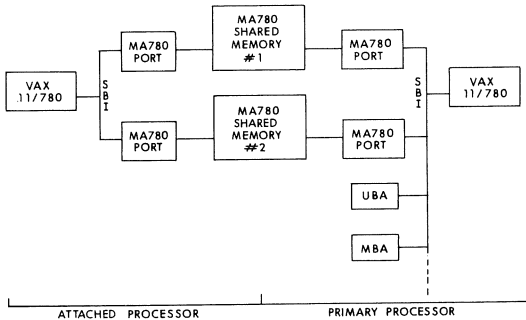 MA780
SHARED
MEMORY
#1
MA780
PORT
MA780
PORT
VAX
11/780
S
B
I
S
B
I
VAX
11/780
MA780
PORT
MA780
SHARED
MEMORY
#2
MA780
PORT
UBA
MBA
ATTACHED PROCESSOR
PRIMARY PROCESSOR